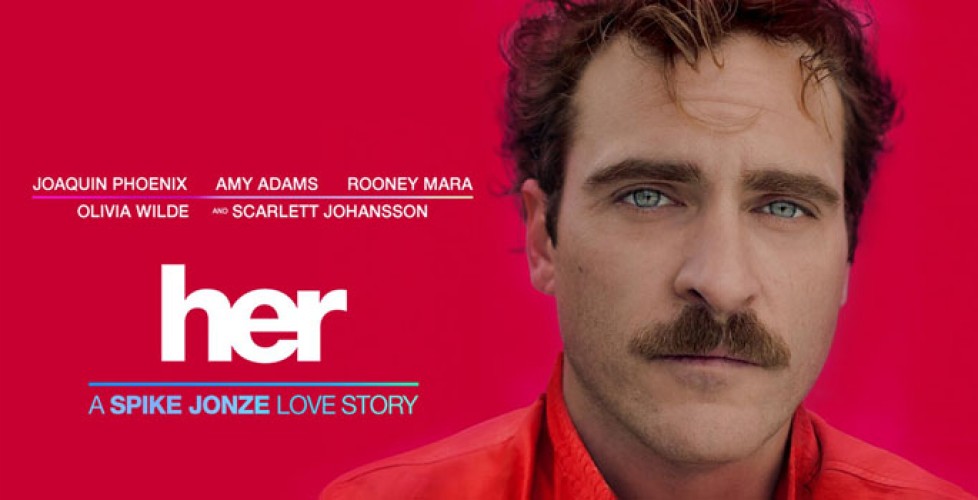 JOAQUIN PHOENIX AMY ADAMS ROONEY MARA
OLIVIA WILDE AND SCARLETT JOHANSSON
her
A SPIKE JONZE LOVE STORY